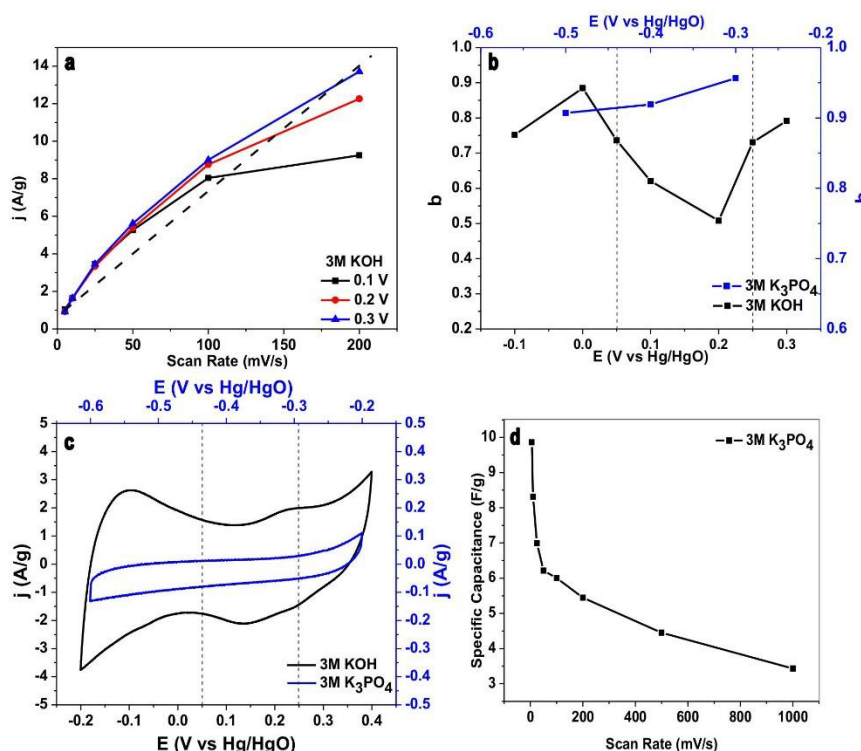 a
14
12
10
8
6
4
2
0
j (A/g)
3M KOH
0.1 V
0.2 V
0.3 V
0 50 100 150 200
Scan Rate (mV/s)
E (V vs Hg/HgO)
-0.6 -0.5 -0.4 -0.3 -0.2
b
1.0
0.9
0.8
0.7
0.6
0.5
0.4
0.3
0.2
b
1.0
0.9
0.8
0.7
0.6
b
3M K₃PO₄
3M KOH
-0.1 0.0 0.1 0.2 0.3
E (V vs Hg/HgO)
E (V vs Hg/HgO)
-0.6 -0.5 -0.4 -0.3 -0.2
c
5
4
3
2
1
0
-1
-2
-3
-4
-5
j (A/g)
0.5
0.4
0.3
0.2
0.1
0.0
-0.1
-0.2
-0.3
-0.4
-0.5
j (A/g)
3M KOH
3M K₃PO₄
-0.2 -0.1 0.0 0.1 0.2 0.3 0.4
E (V vs Hg/HgO)
d
3M K₃PO₄
10
9
8
7
6
5
4
3
Specific Capacitance (F/g)
0 200 400 600 800 1000
Scan Rate (mV/s)